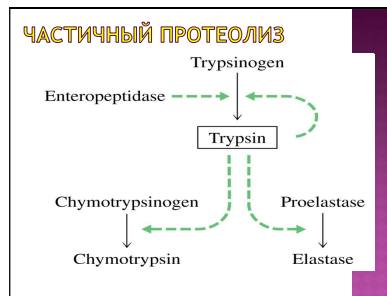 ЧАСТИЧНЫЙ ПРОТЕОЛИЗ
Trypsinogen
Enteropeptidase
Trypsin
Chymotrypsinogen
Proelastase
Chymotrypsin
Elastase